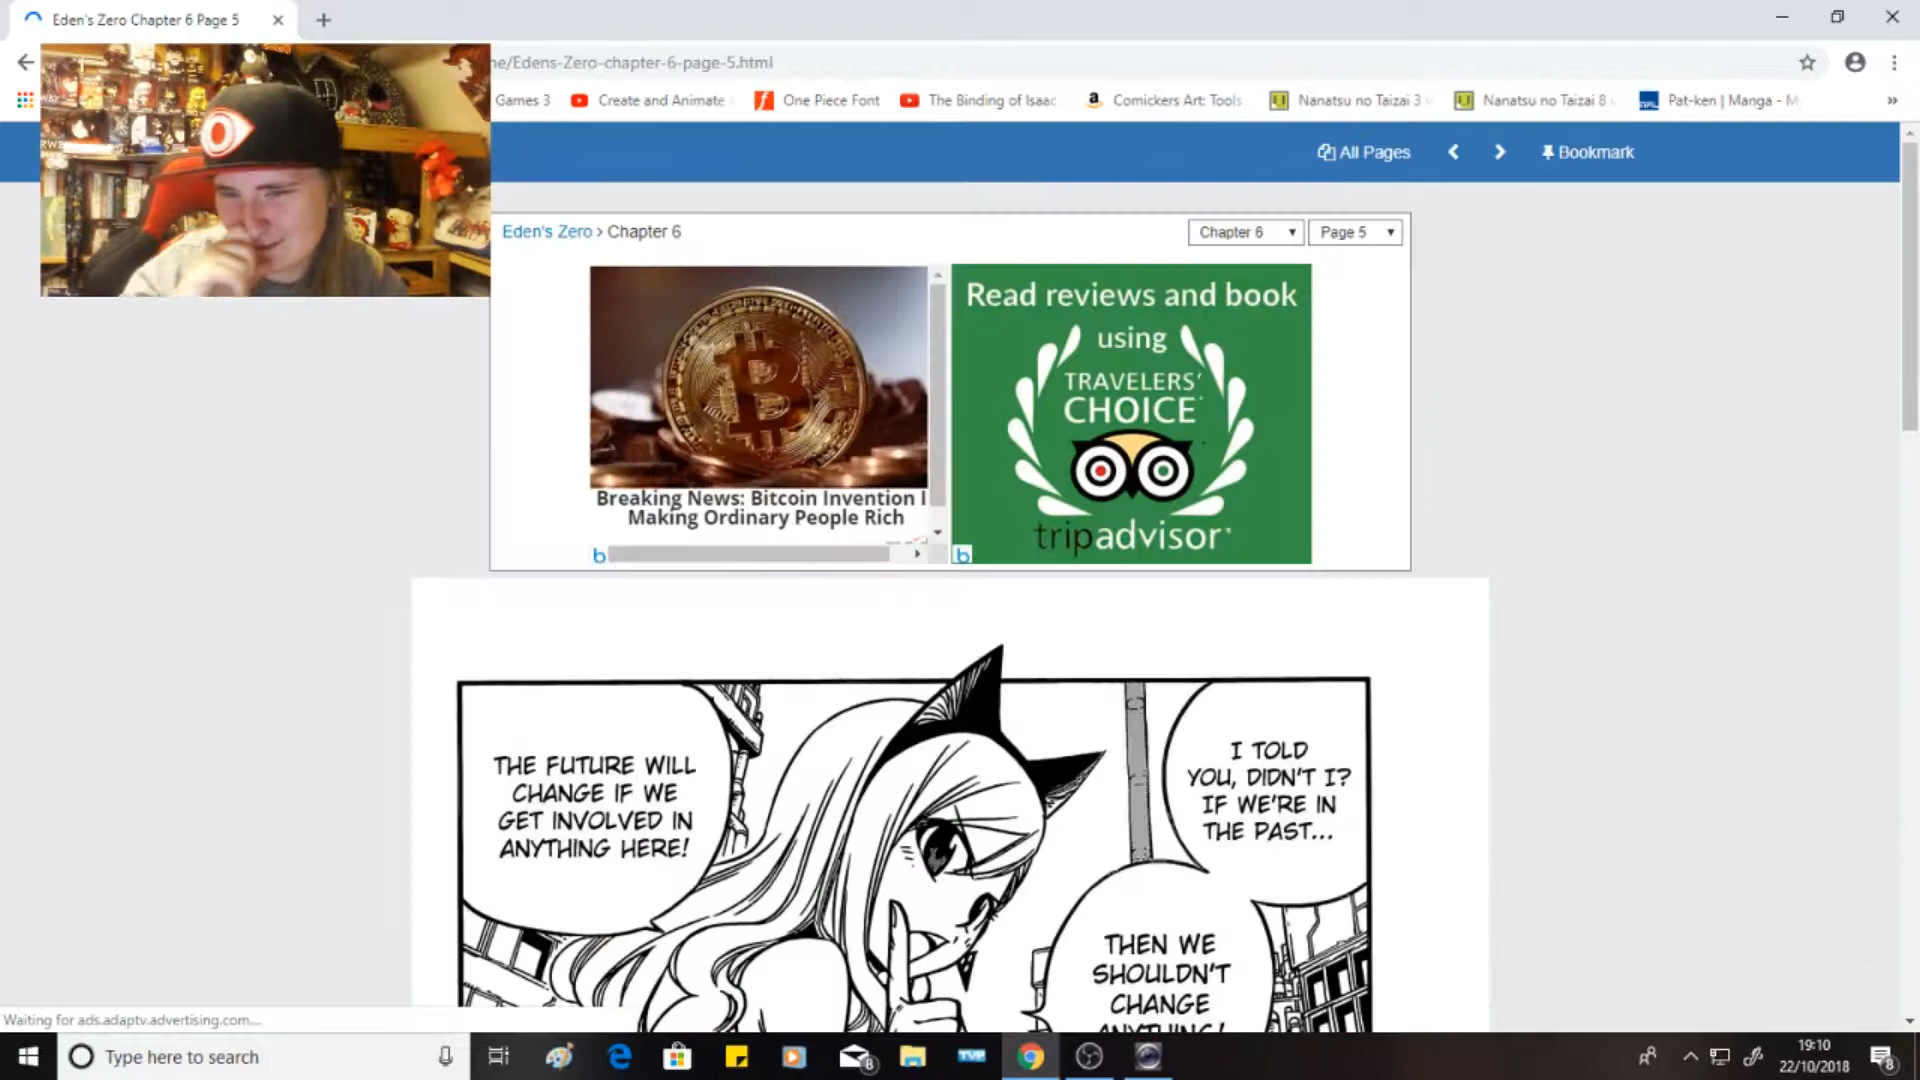 Eden's Zero Chapter 6 Page 5
ne/Edens-Zero-chapter-6-page-5.html
Games 3
Create and Animate
One Piece Font
The Binding of Isaac
Comickers Art: Tools
Nanatsu no Taizai 3
Nanatsu no Taizai 8
Pat-ken | Manga - M
All Pages
Bookmark
Eden's Zero > Chapter 6
Chapter 6
Page 5
Breaking News: Bitcoin Invention I
Making Ordinary People Rich
Read reviews and book
using
TRAVELERS'
CHOICE
tripadvisor
I TOLD
YOU, DIDN'T I?
IF WE'RE IN
THE PAST...
THEN WE
SHOULDN'T
CHANGE
ANYTHING!
THE FUTURE WILL
CHANGE IF WE
GET INVOLVED IN
ANYTHING HERE!
Waiting for ads.adaptv.advertising.com...
Type here to search
8
TVP
19:10
22/10/2018
8